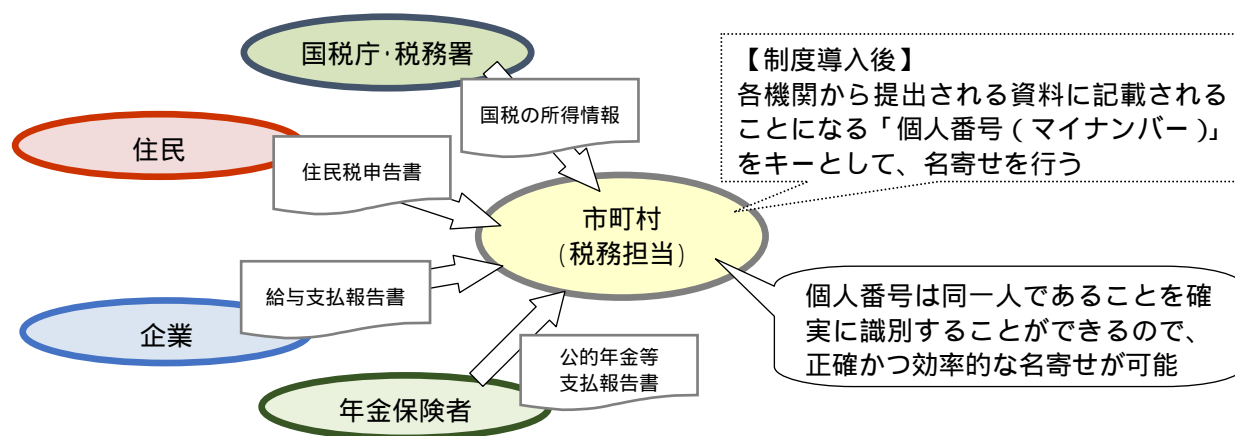 国税庁・税務署
国税の所得情報
住民
住民税申告書
市町村
(税務担当)
企業
給与支払報告書
年金保険者
公的年金等
支払報告書
【制度導入後】
各機関から提出される資料に記載される
ことになる「個人番号(マイナンバー)」
をキーとして、名寄せを行う
個人番号は同一人であることを確
実に識別することができるので、
正確かつ効率的な名寄せが可能